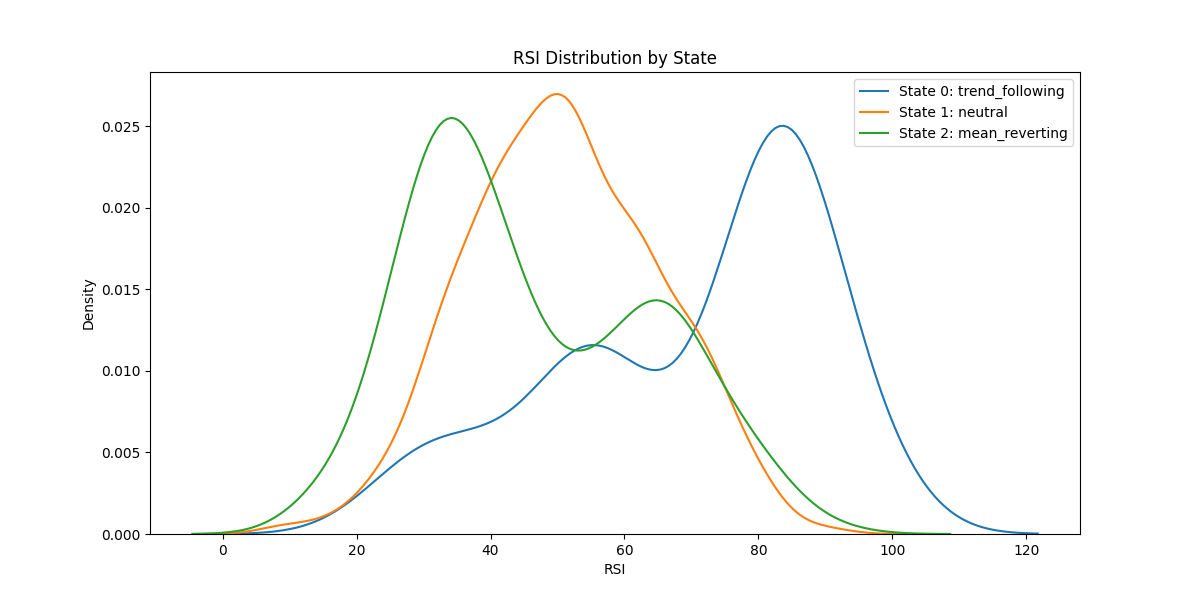 RSI Distribution by State
State 0: trend_following
State 1: neutral
State 2: mean_reverting
Density
0.025
0.020
0.015
0.010
0.005
0.000
0 20 40 60 80 100 120
RSI